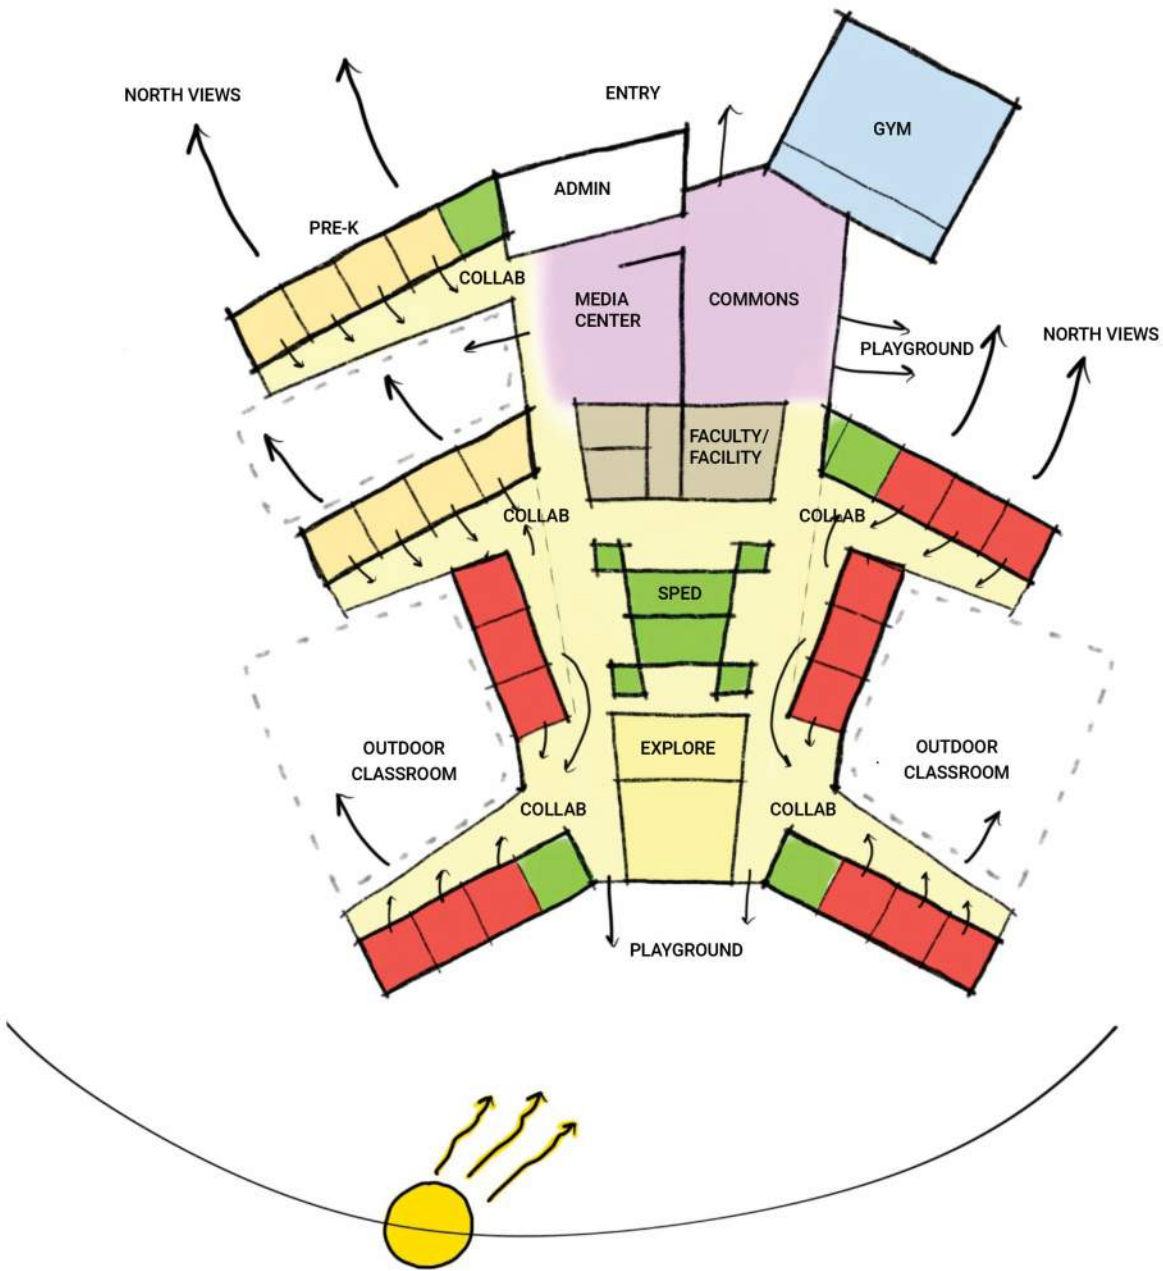 ENTRY
NORTH VIEWS
GYM
ADMIN
PRE-K
COLLAB
MEDIA
CENTER
COMMONS
PLAYGROUND
NORTH VIEWS
FACULTY/
FACILITY
COLLAB
COLLAB
SPED
EXPLORE
OUTDOOR
CLASSROOM
OUTDOOR
CLASSROOM
COLLAB
COLLAB
PLAYGROUND